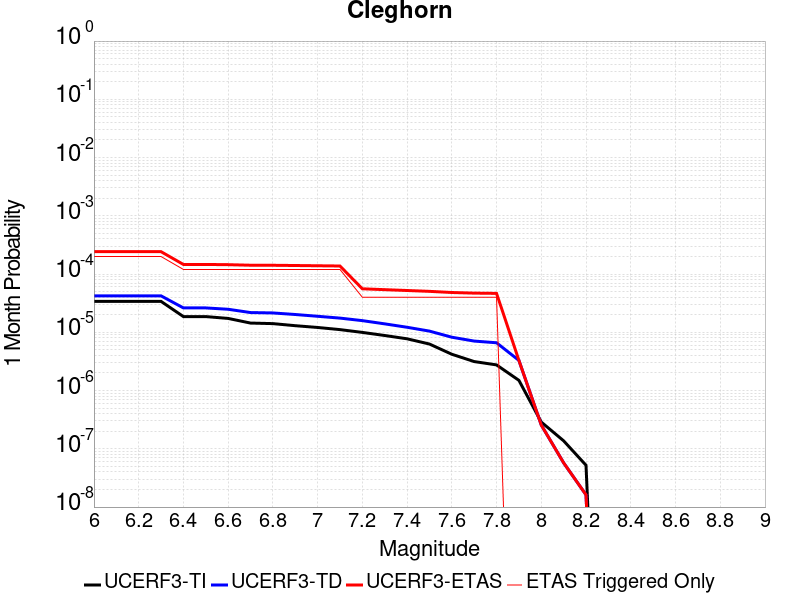 Cleghorn
10^0
10^-1
10^-2
10^-3
10^-4
10^-5
10^-6
10^-7
10^-8
1 Month Probability
6 6.2 6.4 6.6 6.8 7 7.2 7.4 7.6 7.8 8 8.2 8.4 8.6 8.8 9
Magnitude
UCERF3-TI UCERF3-TD UCERF3-ETAS ETAS Triggered Only